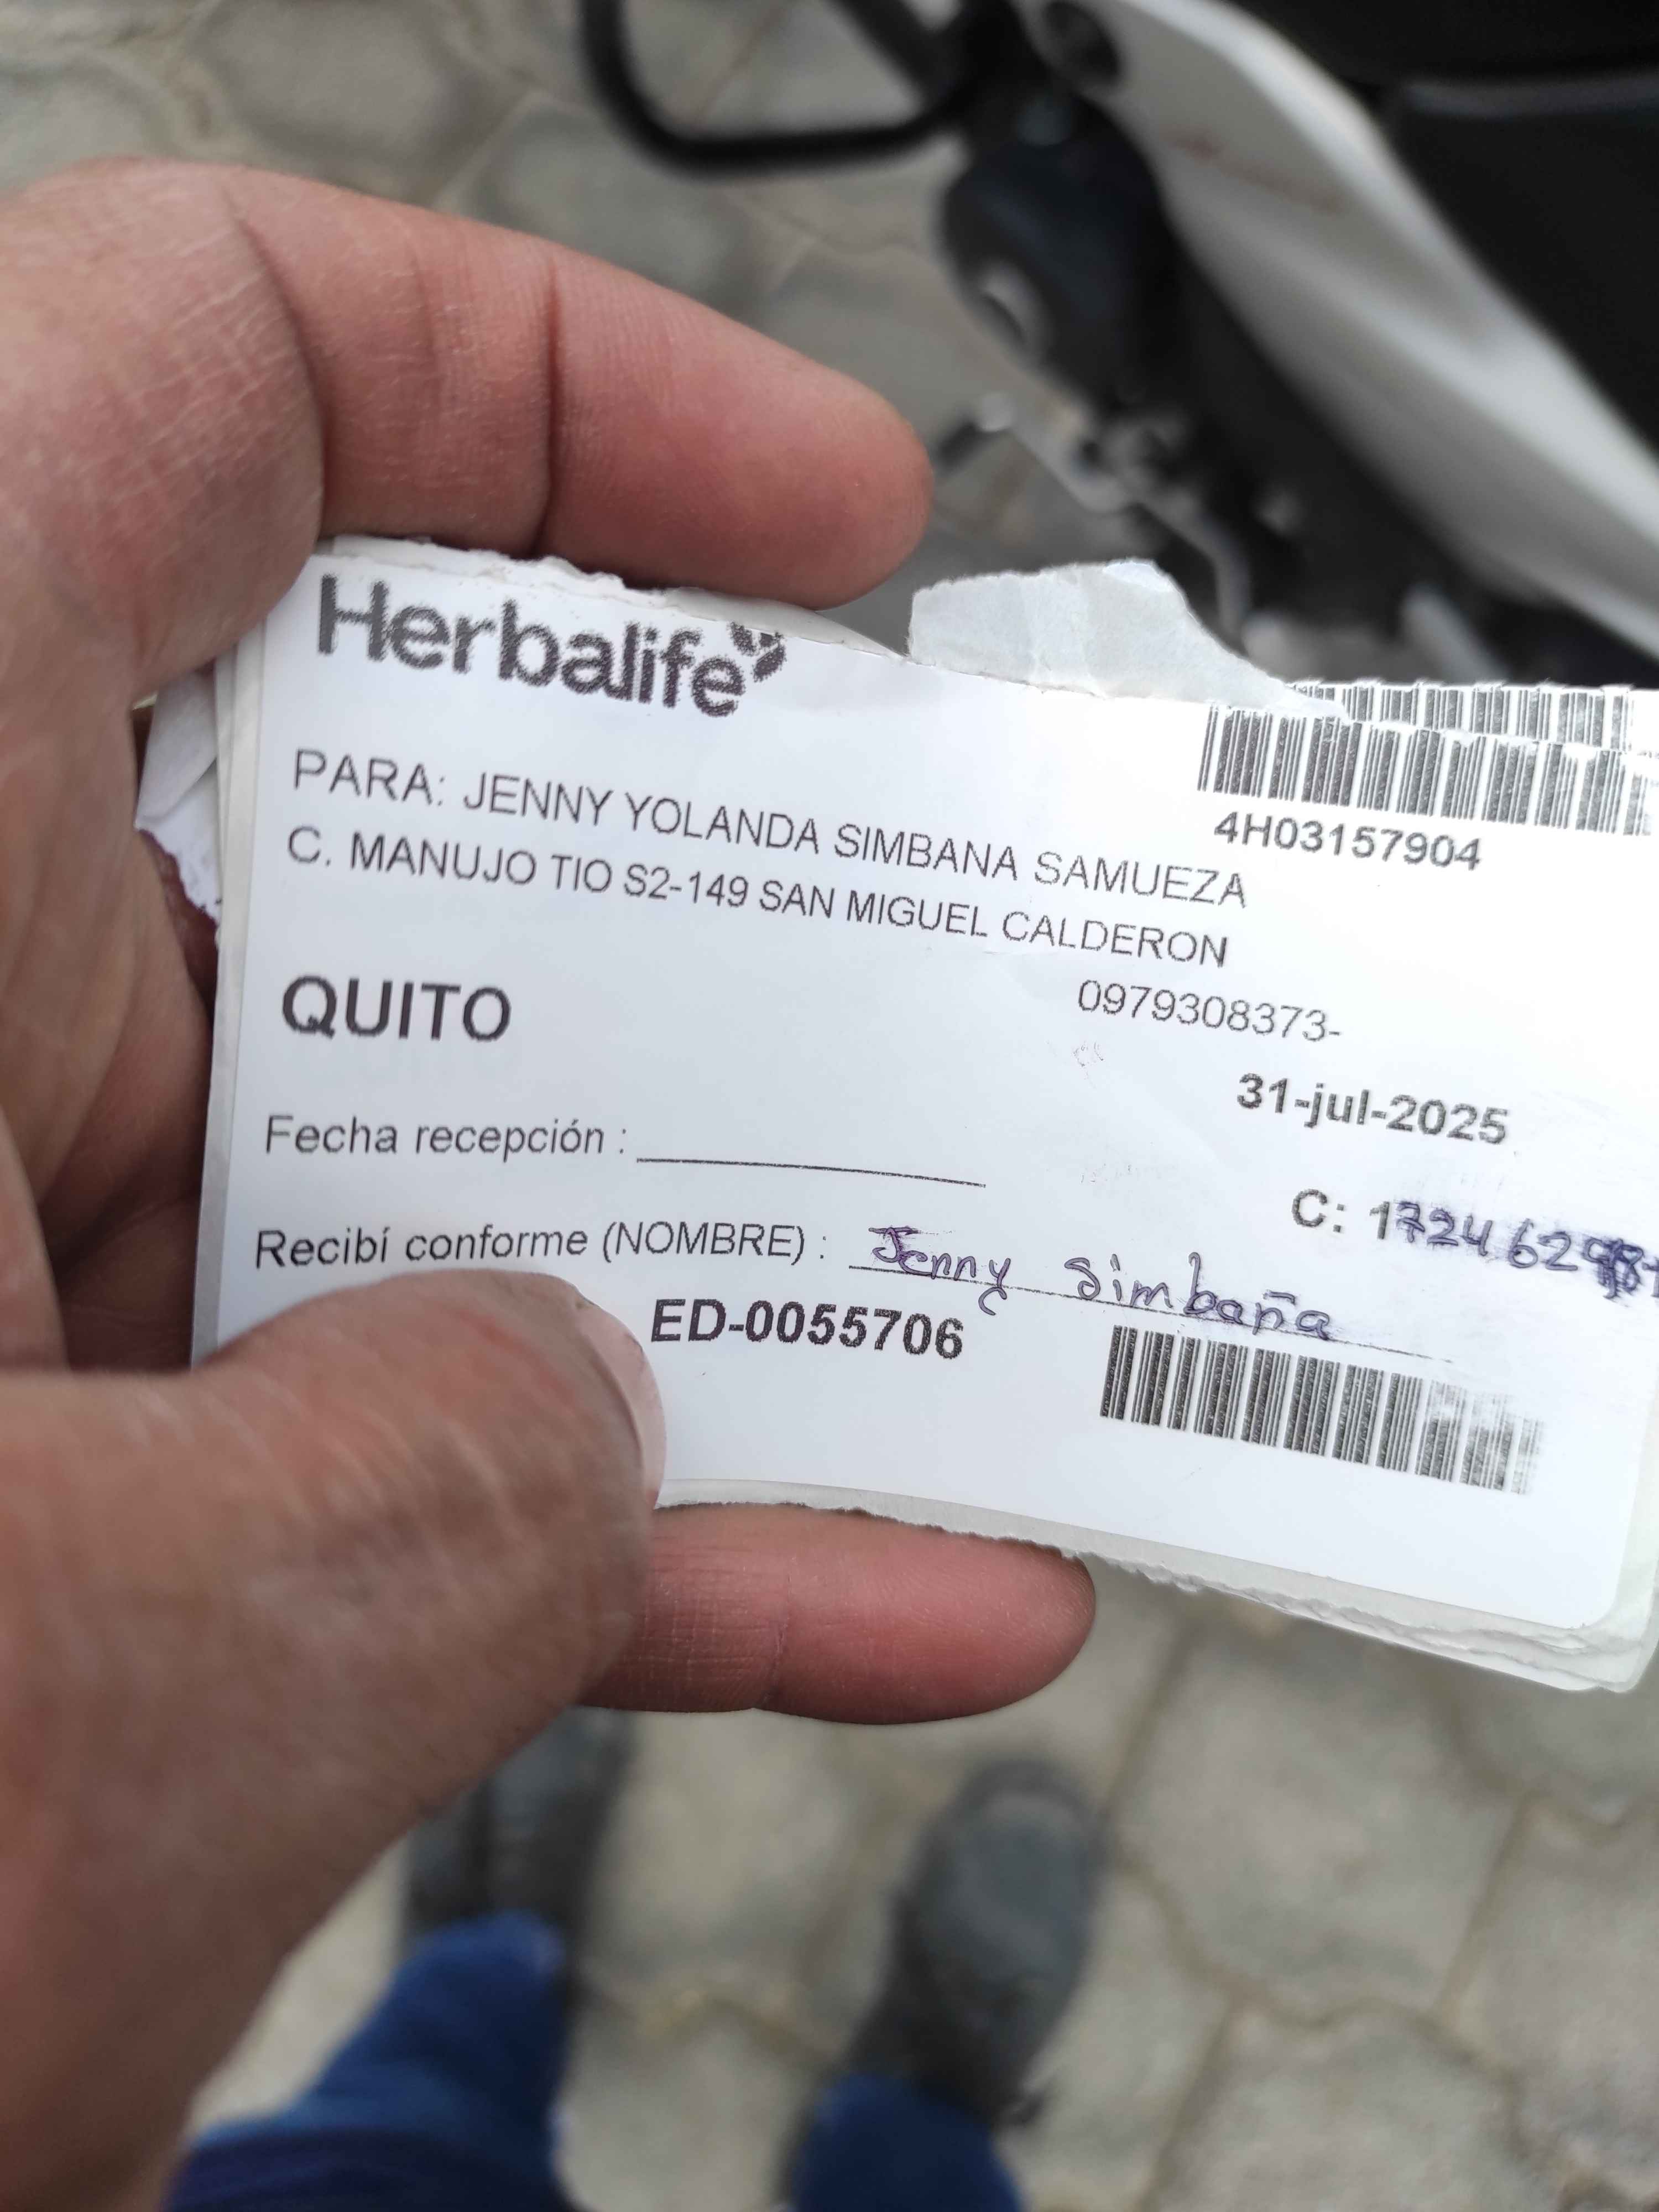 Herbalife
4H03157904
PARA: JENNY YOLANDA SIMBANA SAMUEZA
C. MANUJO TIO S2-149 SAN MIGUEL CALDERON
0979308373-
QUITO
31-jul-2025
Fecha recepción :
C:
Recibí conforme (NOMBRE) : Jenny Simbaña
ED-0055706